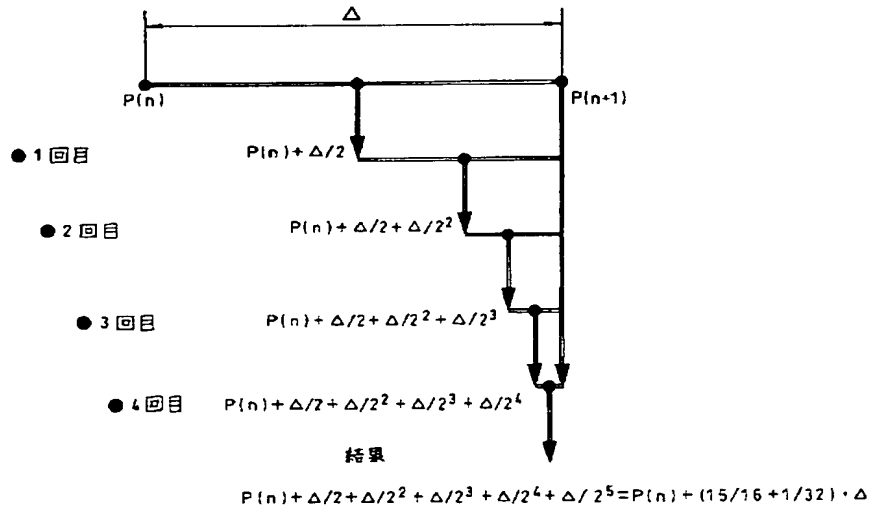 △
P(n)
P(n+1)
● 1回目 P(n)+△/2
● 2回目 P(n)+△/2+△/2²
● 3回目 P(n)+△/2+△/2²+△/2³
● 4回目 P(n)+△/2+△/2²+△/2³+△/2⁴
結果
P(n)+△/2+△/2²+△/2³+△/2⁴+△/2⁵=P(n)+(15/16+1/32)・△